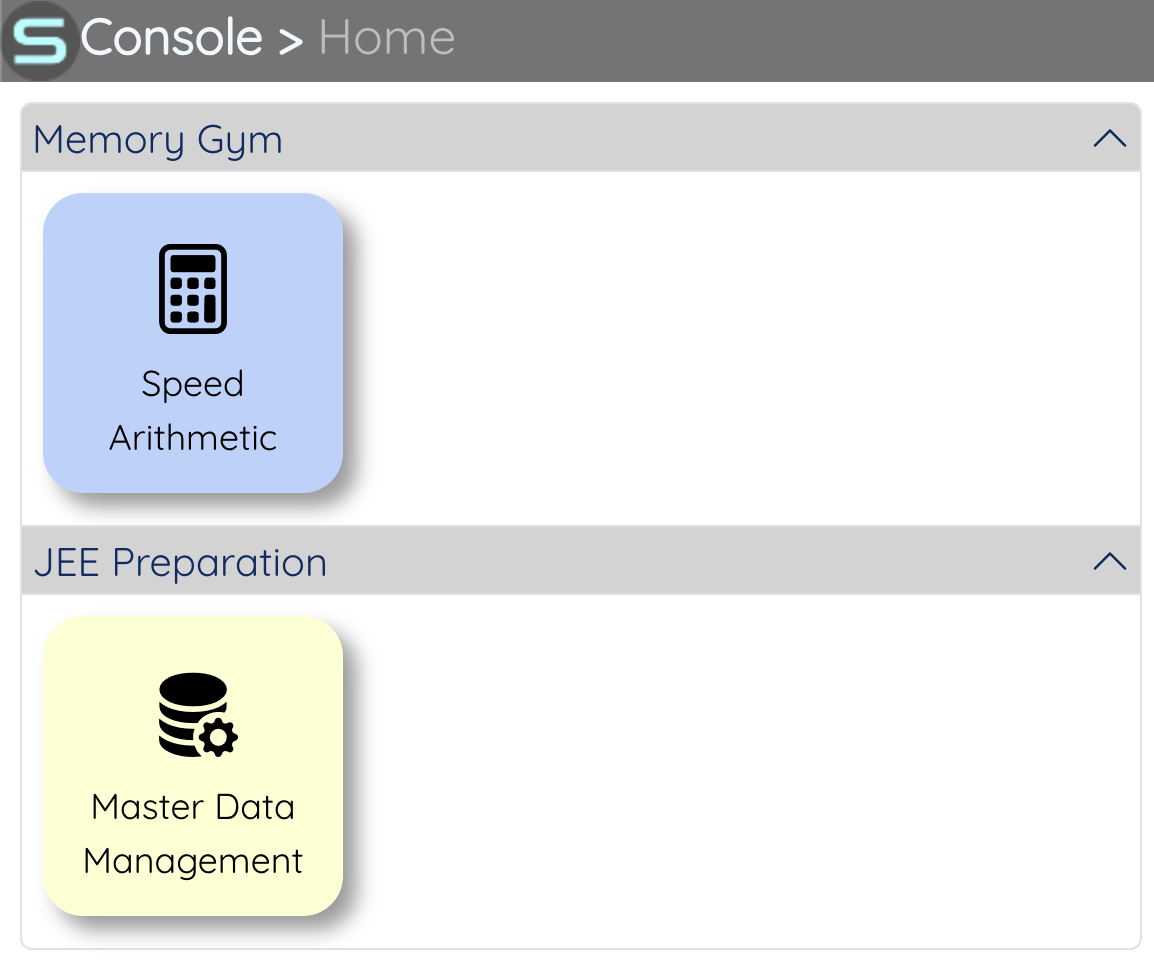 S Console > Home
Memory Gym
Speed
Arithmetic
JEE Preparation
Master Data
Management